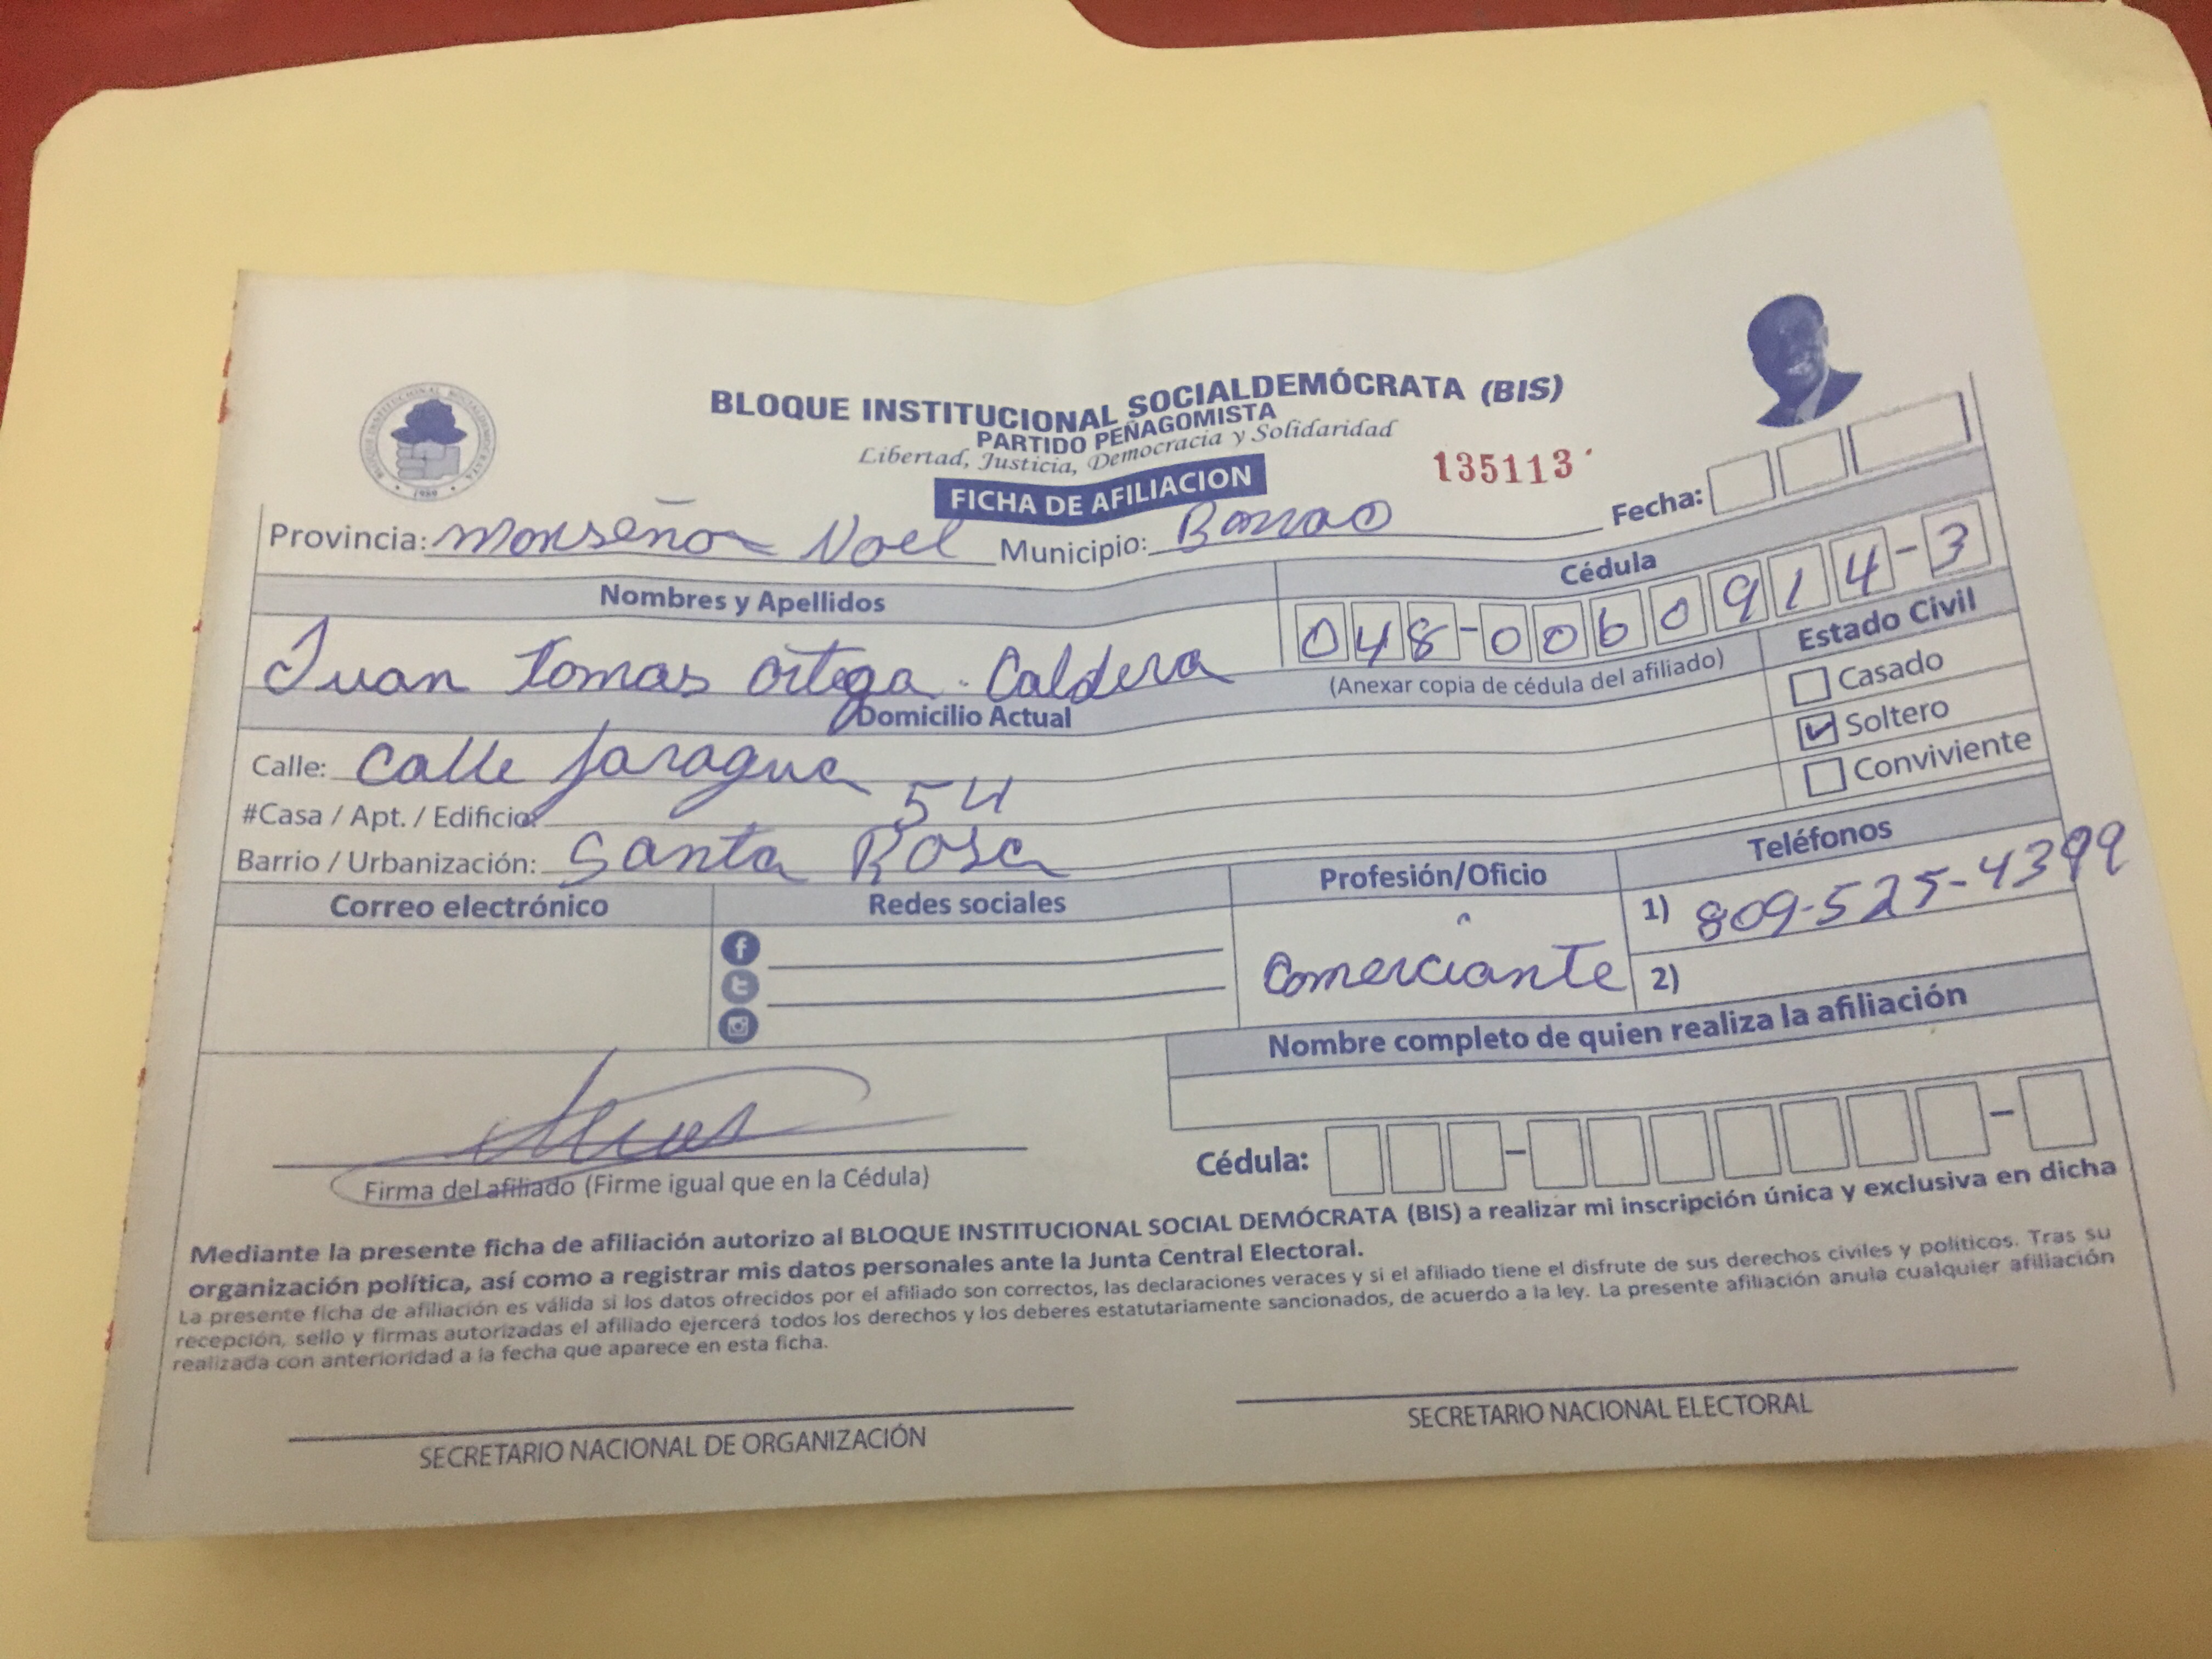 BLOQUE INSTITUCIONAL SOCIALDEMÓCRATA (BIS)
PARTIDO PEÑAGOMISTA
Libertad, Justicia, Democracia y Solidaridad
BLOQUE INSTITUCIONAL SOCIALDEMOCRATA
1989
FICHA DE AFILIACION
135113
Fecha:
Provincia: Monseñor Noel Municipio: Bonao
Nombres y Apellidos
Cédula
Juan Tomas Ortega Caldera
048-0060914-3
(Anexar copia de cédula del afiliado)
Estado Civil
Casado
Soltero
Conviviente
Domicilio Actual
Calle: Calle Jaragua
#Casa / Apt. / Edificio: 54
Barrio / Urbanización: Santa Rosa
Correo electrónico
Redes sociales
Profesión/Oficio
Teléfonos
Comerciante
1) 809-525-4399
2)
Nombre completo de quien realiza la afiliación
Cédula:
Firma del afiliado (Firme igual que en la Cédula)
Mediante la presente ficha de afiliación autorizo al BLOQUE INSTITUCIONAL SOCIAL DEMÓCRATA (BIS) a realizar mi inscripción única y exclusiva en dicha
organización política, así como a registrar mis datos personales ante la Junta Central Electoral.
La presente ficha de afiliación es válida si los datos ofrecidos por el afiliado son correctos, las declaraciones veraces y si el afiliado tiene el disfrute de sus derechos civiles y políticos. Tras su
recepción, sello y firmas autorizadas el afiliado ejercerá todos los derechos y los deberes estatutariamente sancionados, de acuerdo a la ley. La presente afiliación anula cualquier afiliación
realizada con anterioridad a la fecha que aparece en esta ficha.
SECRETARIO NACIONAL DE ORGANIZACIÓN
SECRETARIO NACIONAL ELECTORAL